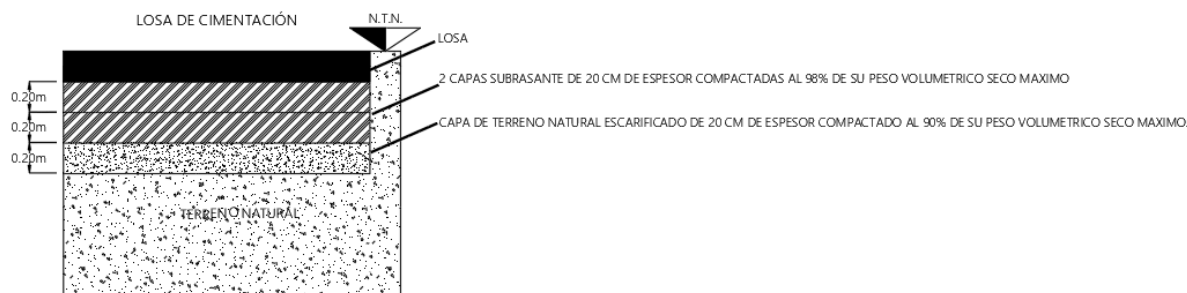 LOSA DE CIMENTACIÓN
N.T.N.
LOSA
2 CAPAS SUBRASANTE DE 20 CM DE ESPESOR COMPACTADAS AL 98% DE SU PESO VOLUMETRICO SECO MAXIMO
0.20m
0.20m
CAPA DE TERRENO NATURAL ESCARIFICADO DE 20 CM DE ESPESOR COMPACTADO AL 90% DE SU PESO VOLUMETRICO SECO MAXIMO.
0.20m
TERRENO NATURAL